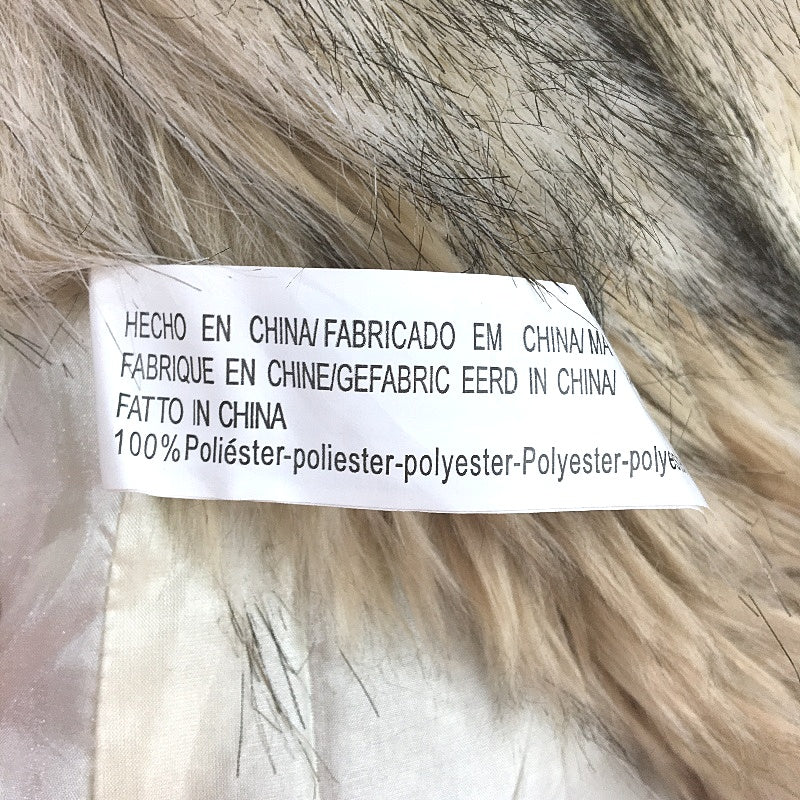 HECHO EN CHINA/FABRICADO EM CHINA/
FABRIQUE EN CHINE/GEFABRIC EERD IN CHINA/
FATTO IN CHINA
100%Poliéster-poliester-polyester-Polyester-